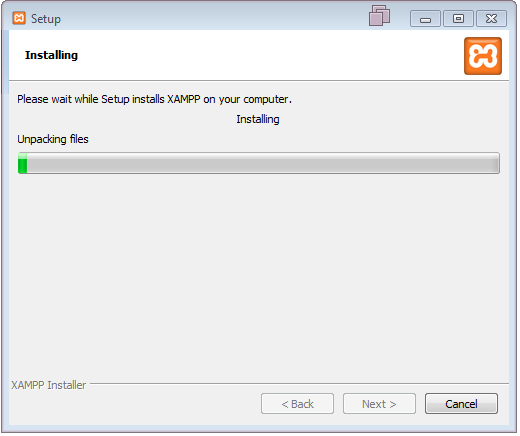 Setup
Installing
Please wait while Setup installs XAMPP on your computer.
Installing
Unpacking files
XAMPP Installer
< Back
Next >
Cancel